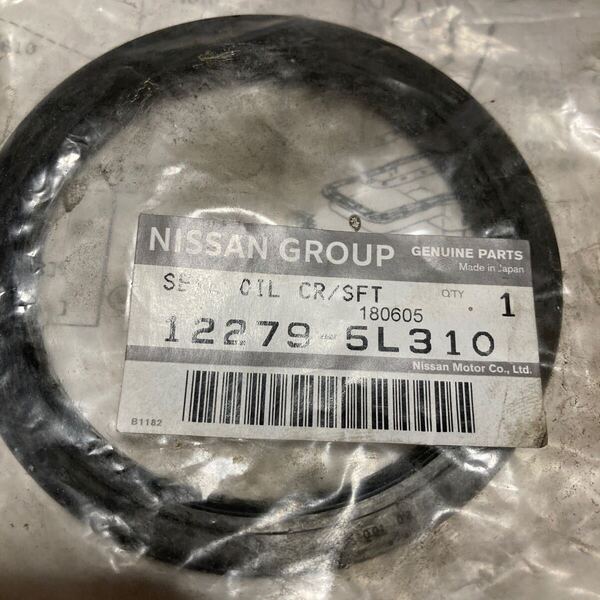 NISSAN GROUP GENUINE PARTS
Made in Japan
SEAL OIL CR/SFT QTY 1
180605
12279-5L310
Nissan Motor Co., Ltd.
B1182